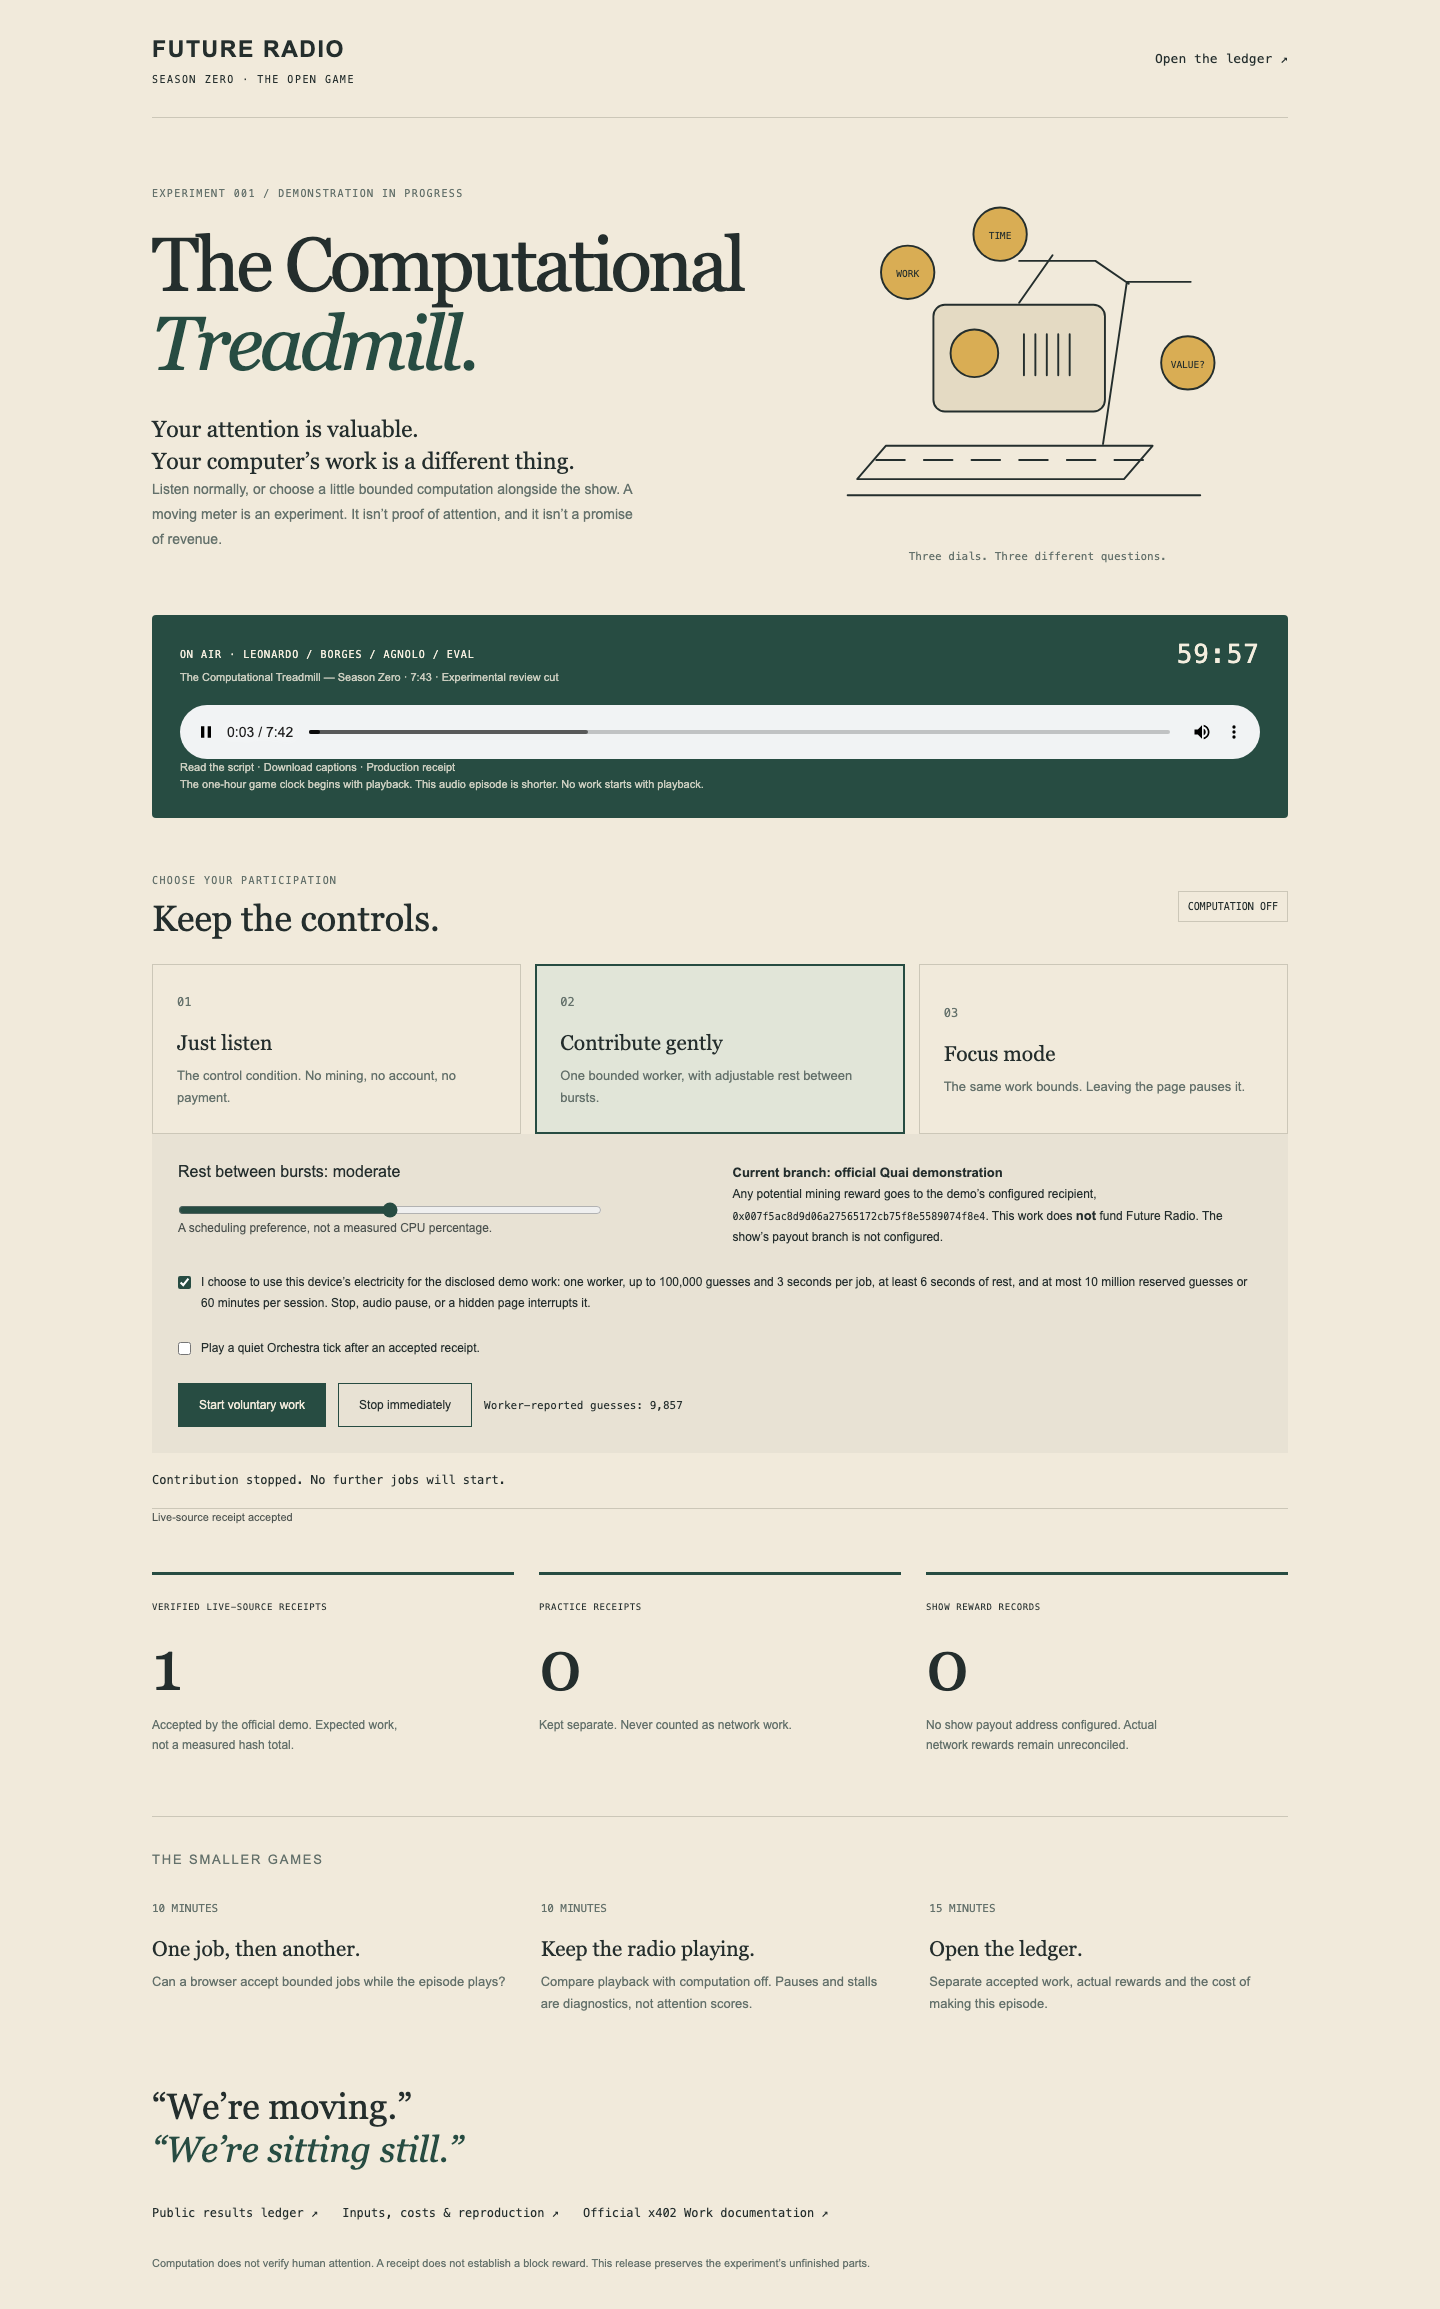 FUTURE RADIO
SEASON ZERO · THE OPEN GAME
Open the ledger ↗
EXPERIMENT 001 / DEMONSTRATION IN PROGRESS
The Computational
Treadmill.
Your attention is valuable.
Your computer’s work is a different thing.
Listen normally, or choose a little bounded computation alongside the show. A
moving meter is an experiment. It isn’t proof of attention, and it isn’t a promise
of revenue.
TIME
WORK
VALUE?
Three dials. Three different questions.
ON AIR · LEONARDO / BORGES / AGNOLO / EVAL
59:57
The Computational Treadmill — Season Zero · 7:43 · Experimental review cut
0:03 / 7:42
Read the script · Download captions · Production receipt
The one-hour game clock begins with playback. This audio episode is shorter. No work starts with playback.
CHOOSE YOUR PARTICIPATION
Keep the controls.
COMPUTATION OFF
01
Just listen
The control condition. No mining, no account, no
payment.
02
Contribute gently
One bounded worker, with adjustable rest between
bursts.
03
Focus mode
The same work bounds. Leaving the page pauses it.
Rest between bursts: moderate
A scheduling preference, not a measured CPU percentage.
Current branch: official Quai demonstration
Any potential mining reward goes to the demo’s configured recipient,
0x007f5ac8d9d06a27565172cb75f8e5589074f8e4. This work does not fund Future Radio. The
show’s payout branch is not configured.
I choose to use this device’s electricity for the disclosed demo work: one worker, up to 100,000 guesses and 3 seconds per job, at least 6 seconds of rest, and at most 10 million reserved guesses or
60 minutes per session. Stop, audio pause, or a hidden page interrupts it.
Play a quiet Orchestra tick after an accepted receipt.
Start voluntary work
Stop immediately
Worker-reported guesses: 9,857
Contribution stopped. No further jobs will start.
Live-source receipt accepted
VERIFIED LIVE-SOURCE RECEIPTS
1
Accepted by the official demo. Expected work,
not a measured hash total.
PRACTICE RECEIPTS
0
Kept separate. Never counted as network work.
SHOW REWARD RECORDS
0
No show payout address configured. Actual
network rewards remain unreconciled.
THE SMALLER GAMES
10 MINUTES
One job, then another.
Can a browser accept bounded jobs while the episode plays?
10 MINUTES
Keep the radio playing.
Compare playback with computation off. Pauses and stalls
are diagnostics, not attention scores.
15 MINUTES
Open the ledger.
Separate accepted work, actual rewards and the cost of
making this episode.
“We’re moving.”
“We’re sitting still.”
Public results ledger ↗
Inputs, costs & reproduction ↗
Official x402 Work documentation ↗
Computation does not verify human attention. A receipt does not establish a block reward. This release preserves the experiment’s unfinished parts.